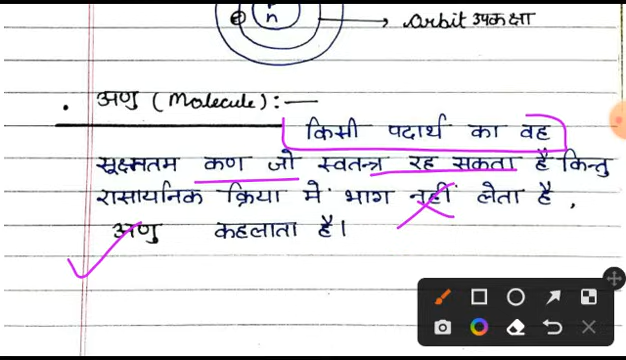 n
orbit उपकक्षा
अणु (Molecule):—
किसी पदार्थ का वह
सूक्ष्मतम कण जो स्वतन्त्र रह सकता है किन्तु
रासायनिक क्रिया में भाग नहीं लेता है,
अणु कहलाता है।